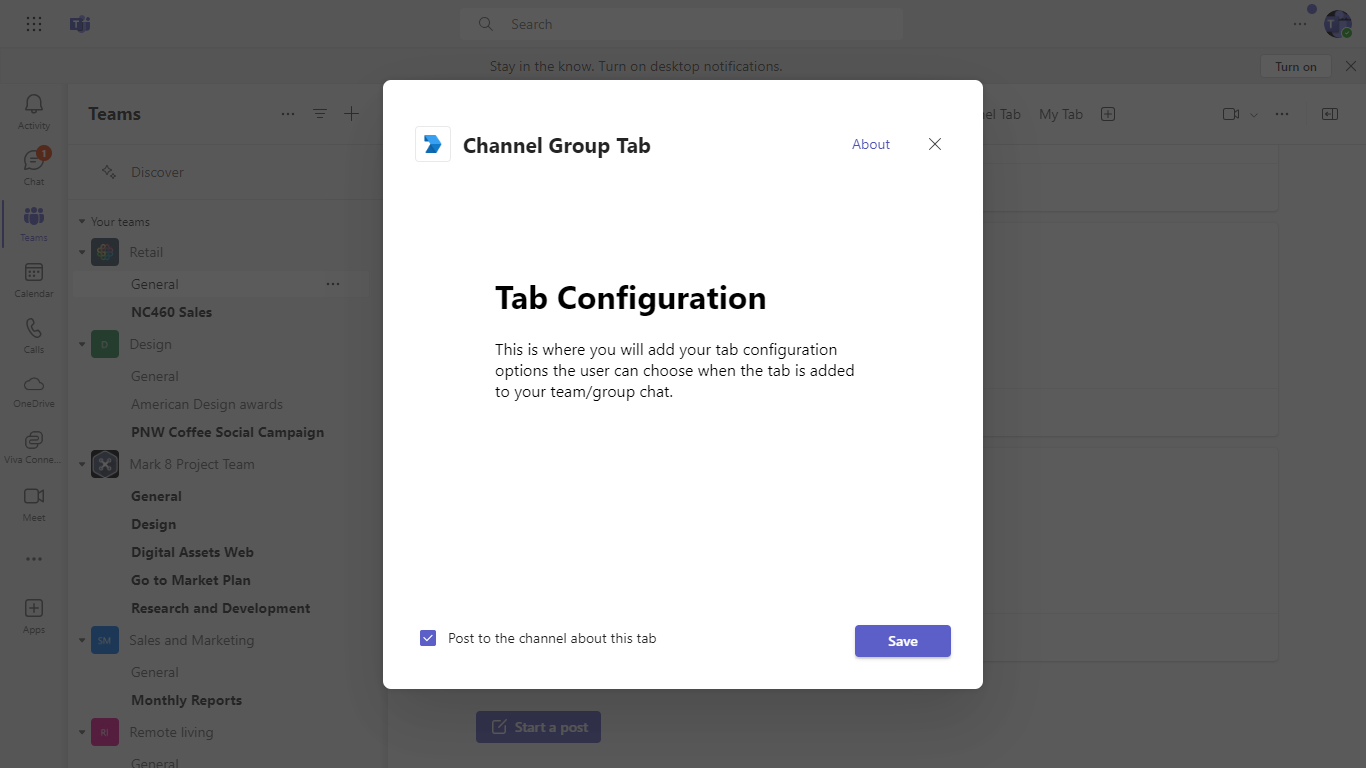 Search
Stay in the know. Turn on desktop notifications.
Turn on
Activity
Chat
1
Teams
Calendar
Calls
OneDrive
Viva Conne...
Meet
Apps
Teams
Discover
Your teams
Retail
General
NC460 Sales
D
Design
General
American Design awards
PNW Coffee Social Campaign
Mark 8 Project Team
General
Design
Digital Assets Web
Go to Market Plan
Research and Development
SM
Sales and Marketing
General
Monthly Reports
RI
Remote living
General
Tab
My Tab
Channel Group Tab
About
Tab Configuration
This is where you will add your tab configuration
options the user can choose when the tab is added
to your team/group chat.
Post to the channel about this tab
Save
Start a post